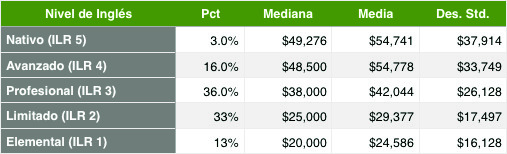 Nivel de Inglés Pct Mediana Media Des. Std.
Nativo (ILR 5) 3.0% $49,276 $54,741 $37,914
Avanzado (ILR 4) 16.0% $48,500 $54,778 $33,749
Profesional (ILR 3) 36.0% $38,000 $42,044 $26,128
Limitado (ILR 2) 33% $25,000 $29,377 $17,497
Elemental (ILR 1) 13% $20,000 $24,586 $16,128